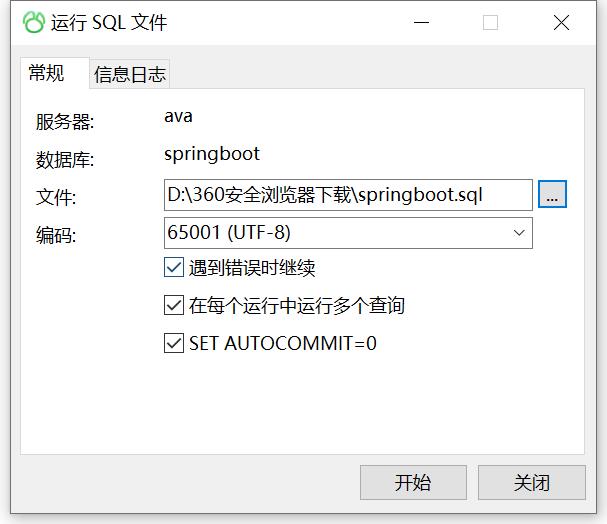 运行 SQL 文件
常规
信息日志
服务器: ava
数据库: springboot
文件: D:\360安全浏览器下载\springboot.sql ...
编码: 65001 (UTF-8)
遇到错误时继续
在每个运行中运行多个查询
SET AUTOCOMMIT=0
开始
关闭